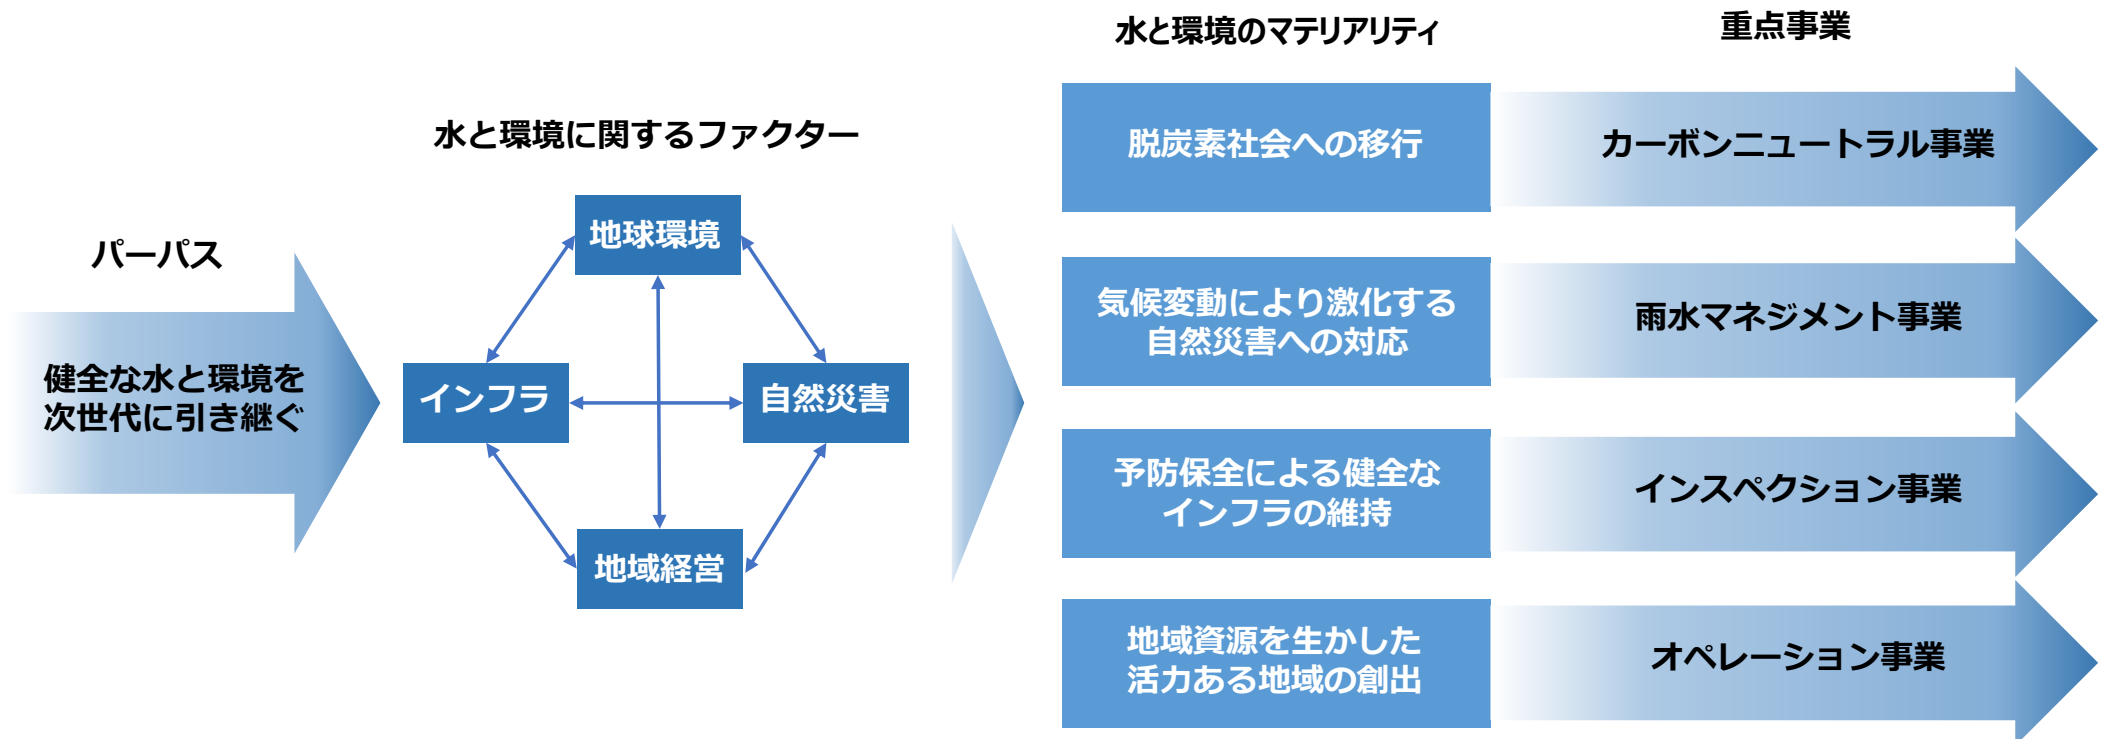 パーパス
健全な水と環境を
次世代に引き継ぐ
水と環境に関するファクター
地球環境
インフラ
自然災害
地域経営
水と環境のマテリアリティ
重点事業
脱炭素社会への移行
カーボンニュートラル事業
気候変動により激化する
自然災害への対応
雨水マネジメント事業
予防保全による健全な
インフラの維持
インスペクション事業
地域資源を生かした
活力ある地域の創出
オペレーション事業